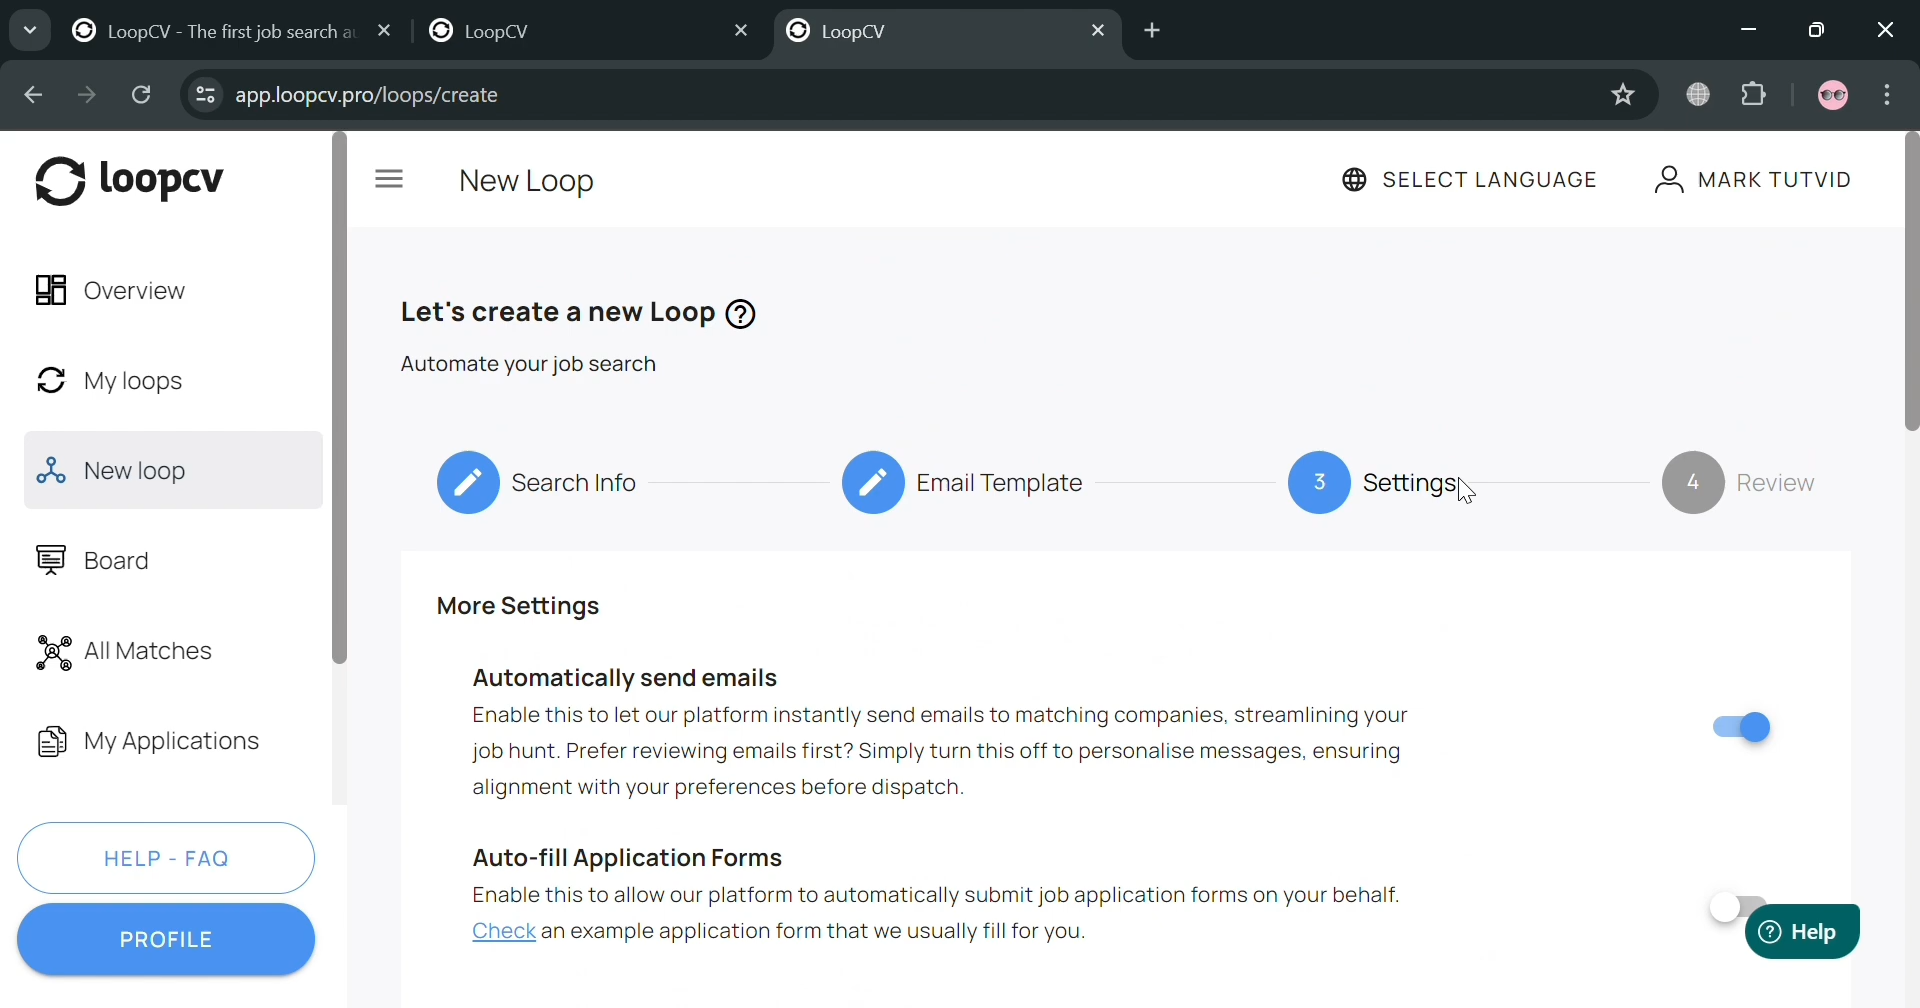 LoopCV - The first job search au
LoopCV
LoopCV
app.loopcv.pro/loops/create
loopcv
New Loop
SELECT LANGUAGE
MARK TUTVID
Overview
My loops
New loop
Board
All Matches
My Applications
HELP - FAQ
PROFILE
Let's create a new Loop ?
Automate your job search
Search Info
Email Template
3 Settings
4 Review
More Settings
Automatically send emails
Enable this to let our platform instantly send emails to matching companies, streamlining your
job hunt. Prefer reviewing emails first? Simply turn this off to personalise messages, ensuring
alignment with your preferences before dispatch.
Auto-fill Application Forms
Enable this to allow our platform to automatically submit job application forms on your behalf.
Check an example application form that we usually fill for you.
? Help